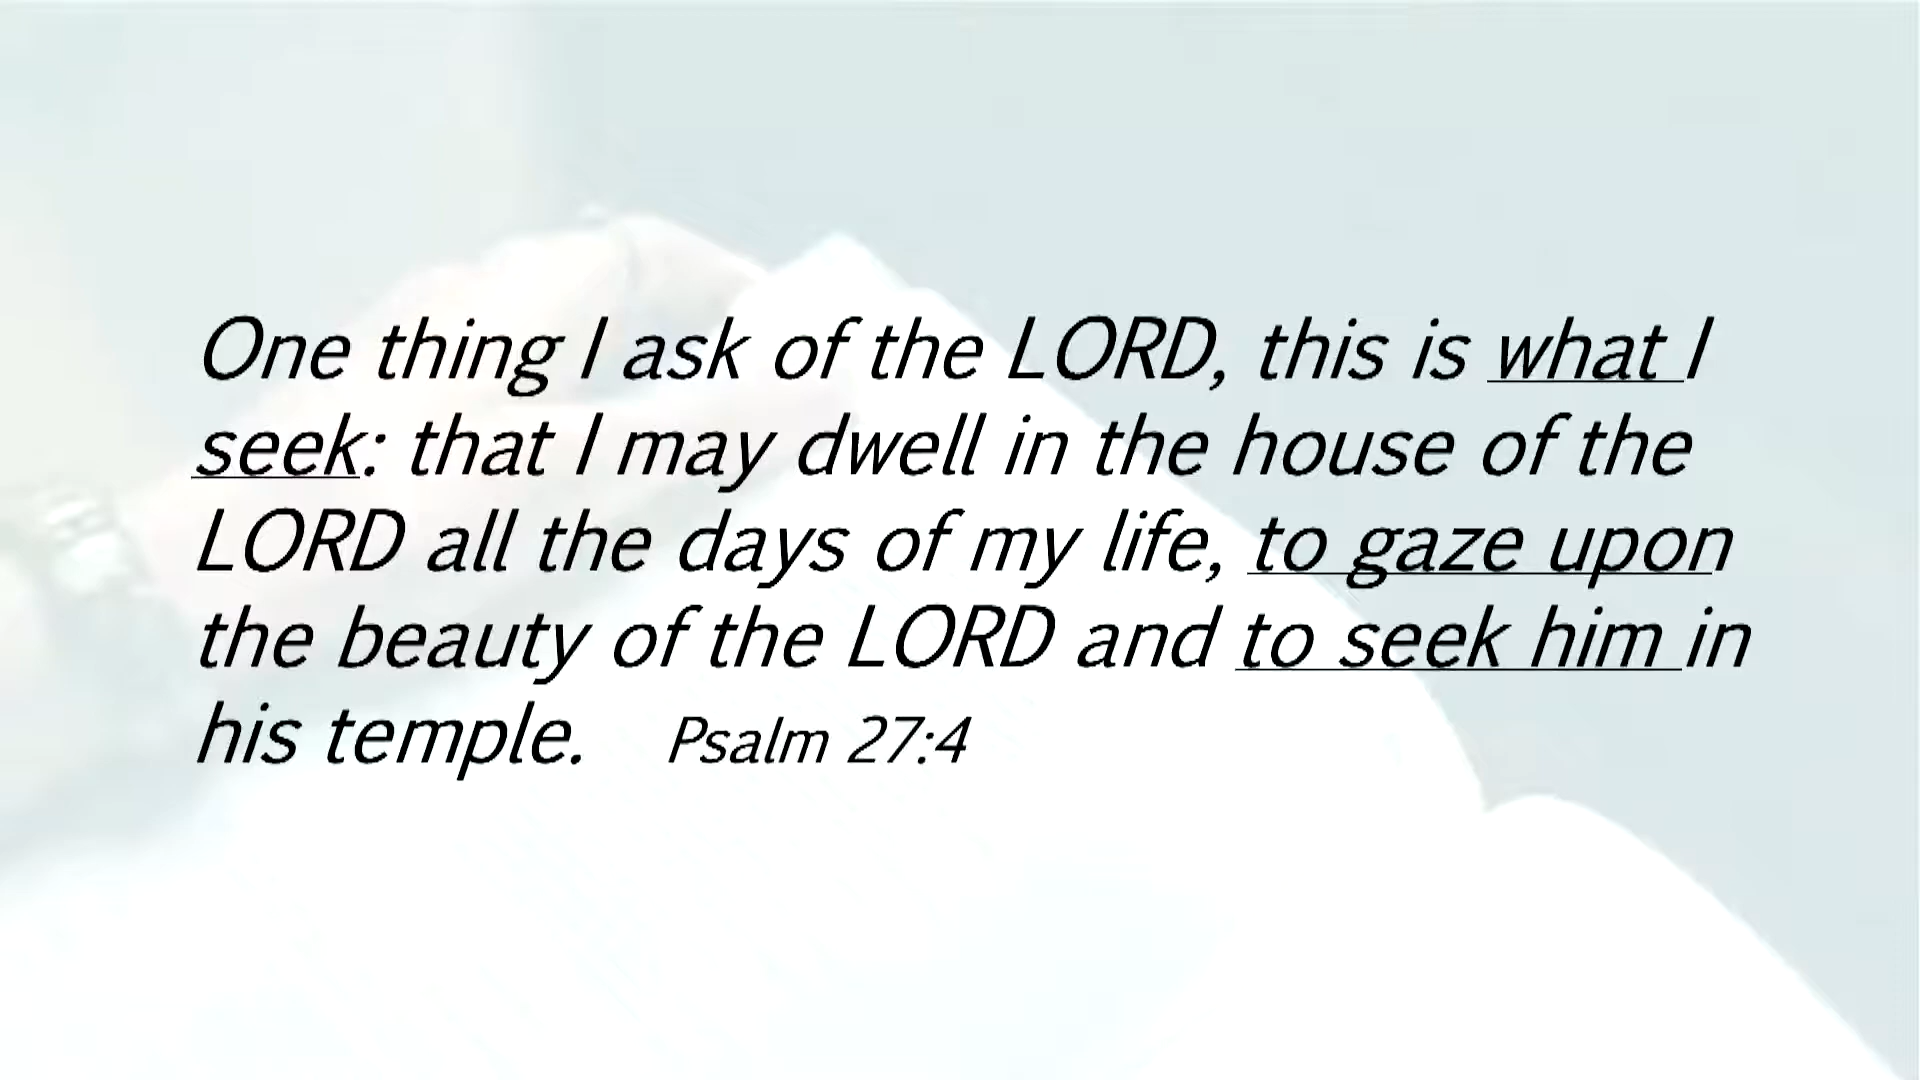 One thing I ask of the LORD, this is what I
seek: that I may dwell in the house of the
LORD all the days of my life, to gaze upon
the beauty of the LORD and to seek him in
his temple. Psalm 27:4